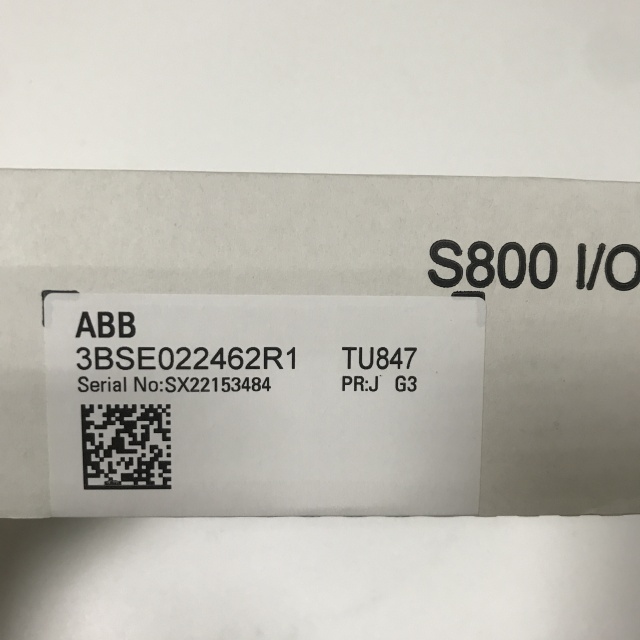 S800 I/O
ABB
3BSE022462R1 TU847
Serial No:SX22153484 PR:J G3